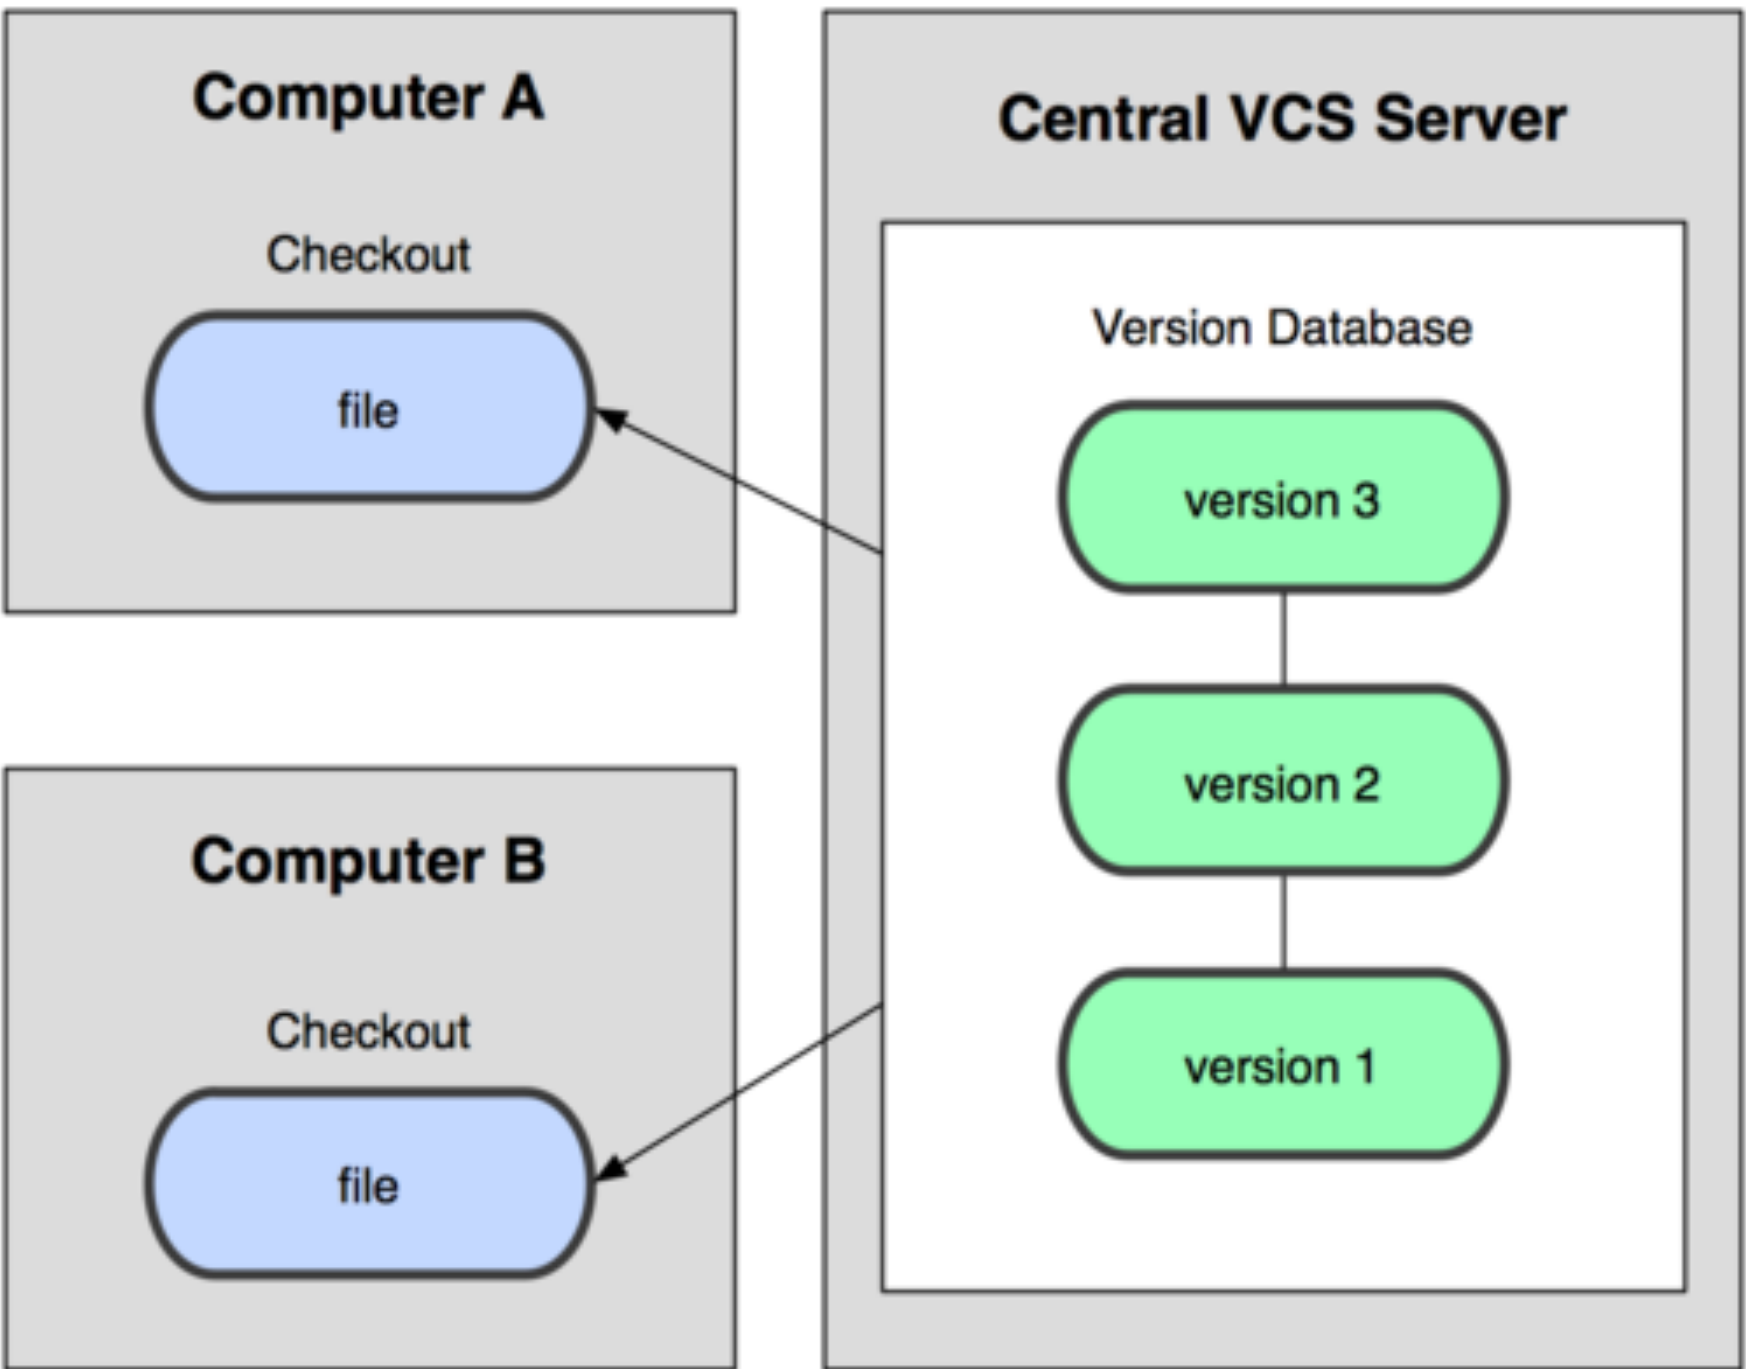 Computer A
Checkout
file
Computer B
Checkout
file
Central VCS Server
Version Database
version 3
version 2
version 1